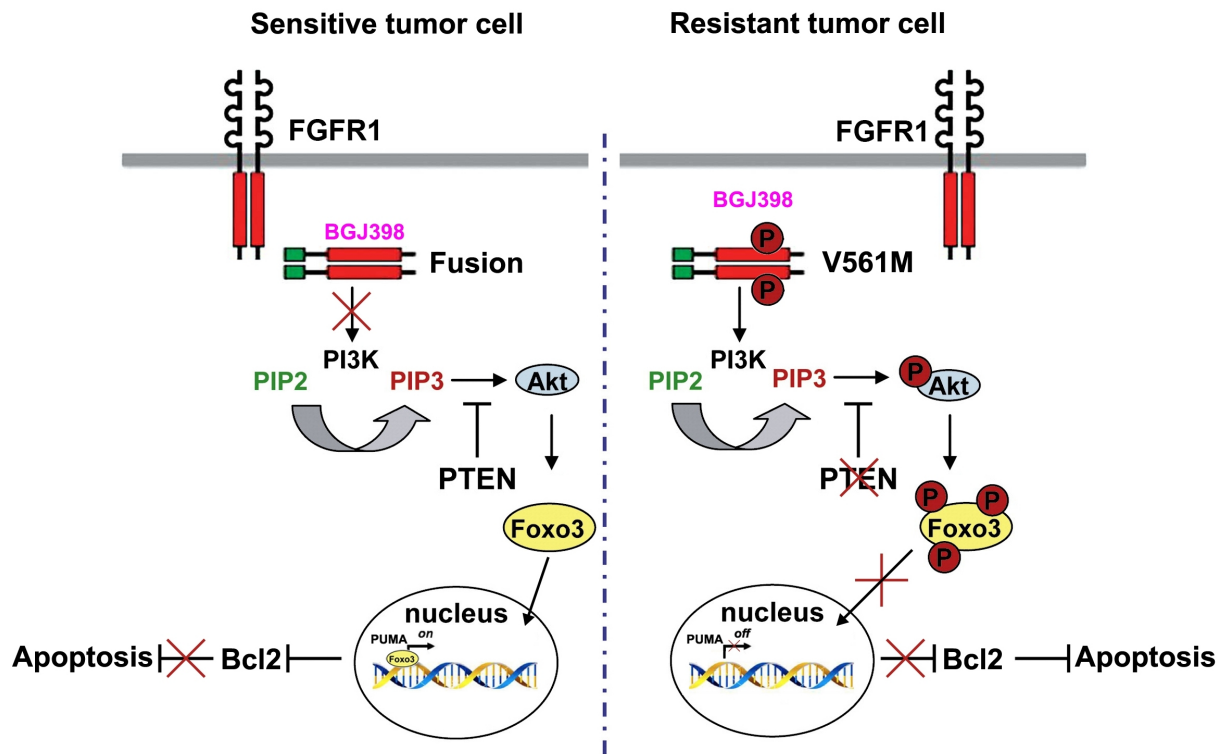 Sensitive tumor cell
FGFR1
BGJ398
Fusion
PI3K
PIP2
PIP3
Akt
PTEN
Foxo3
nucleus
PUMA
on
Foxo3
Bcl2
Apoptosis
Resistant tumor cell
FGFR1
BGJ398
P
V561M
P
PI3K
PIP2
PIP3
P
Akt
PTEN
P
P
Foxo3
P
nucleus
PUMA
off
Bcl2
Apoptosis